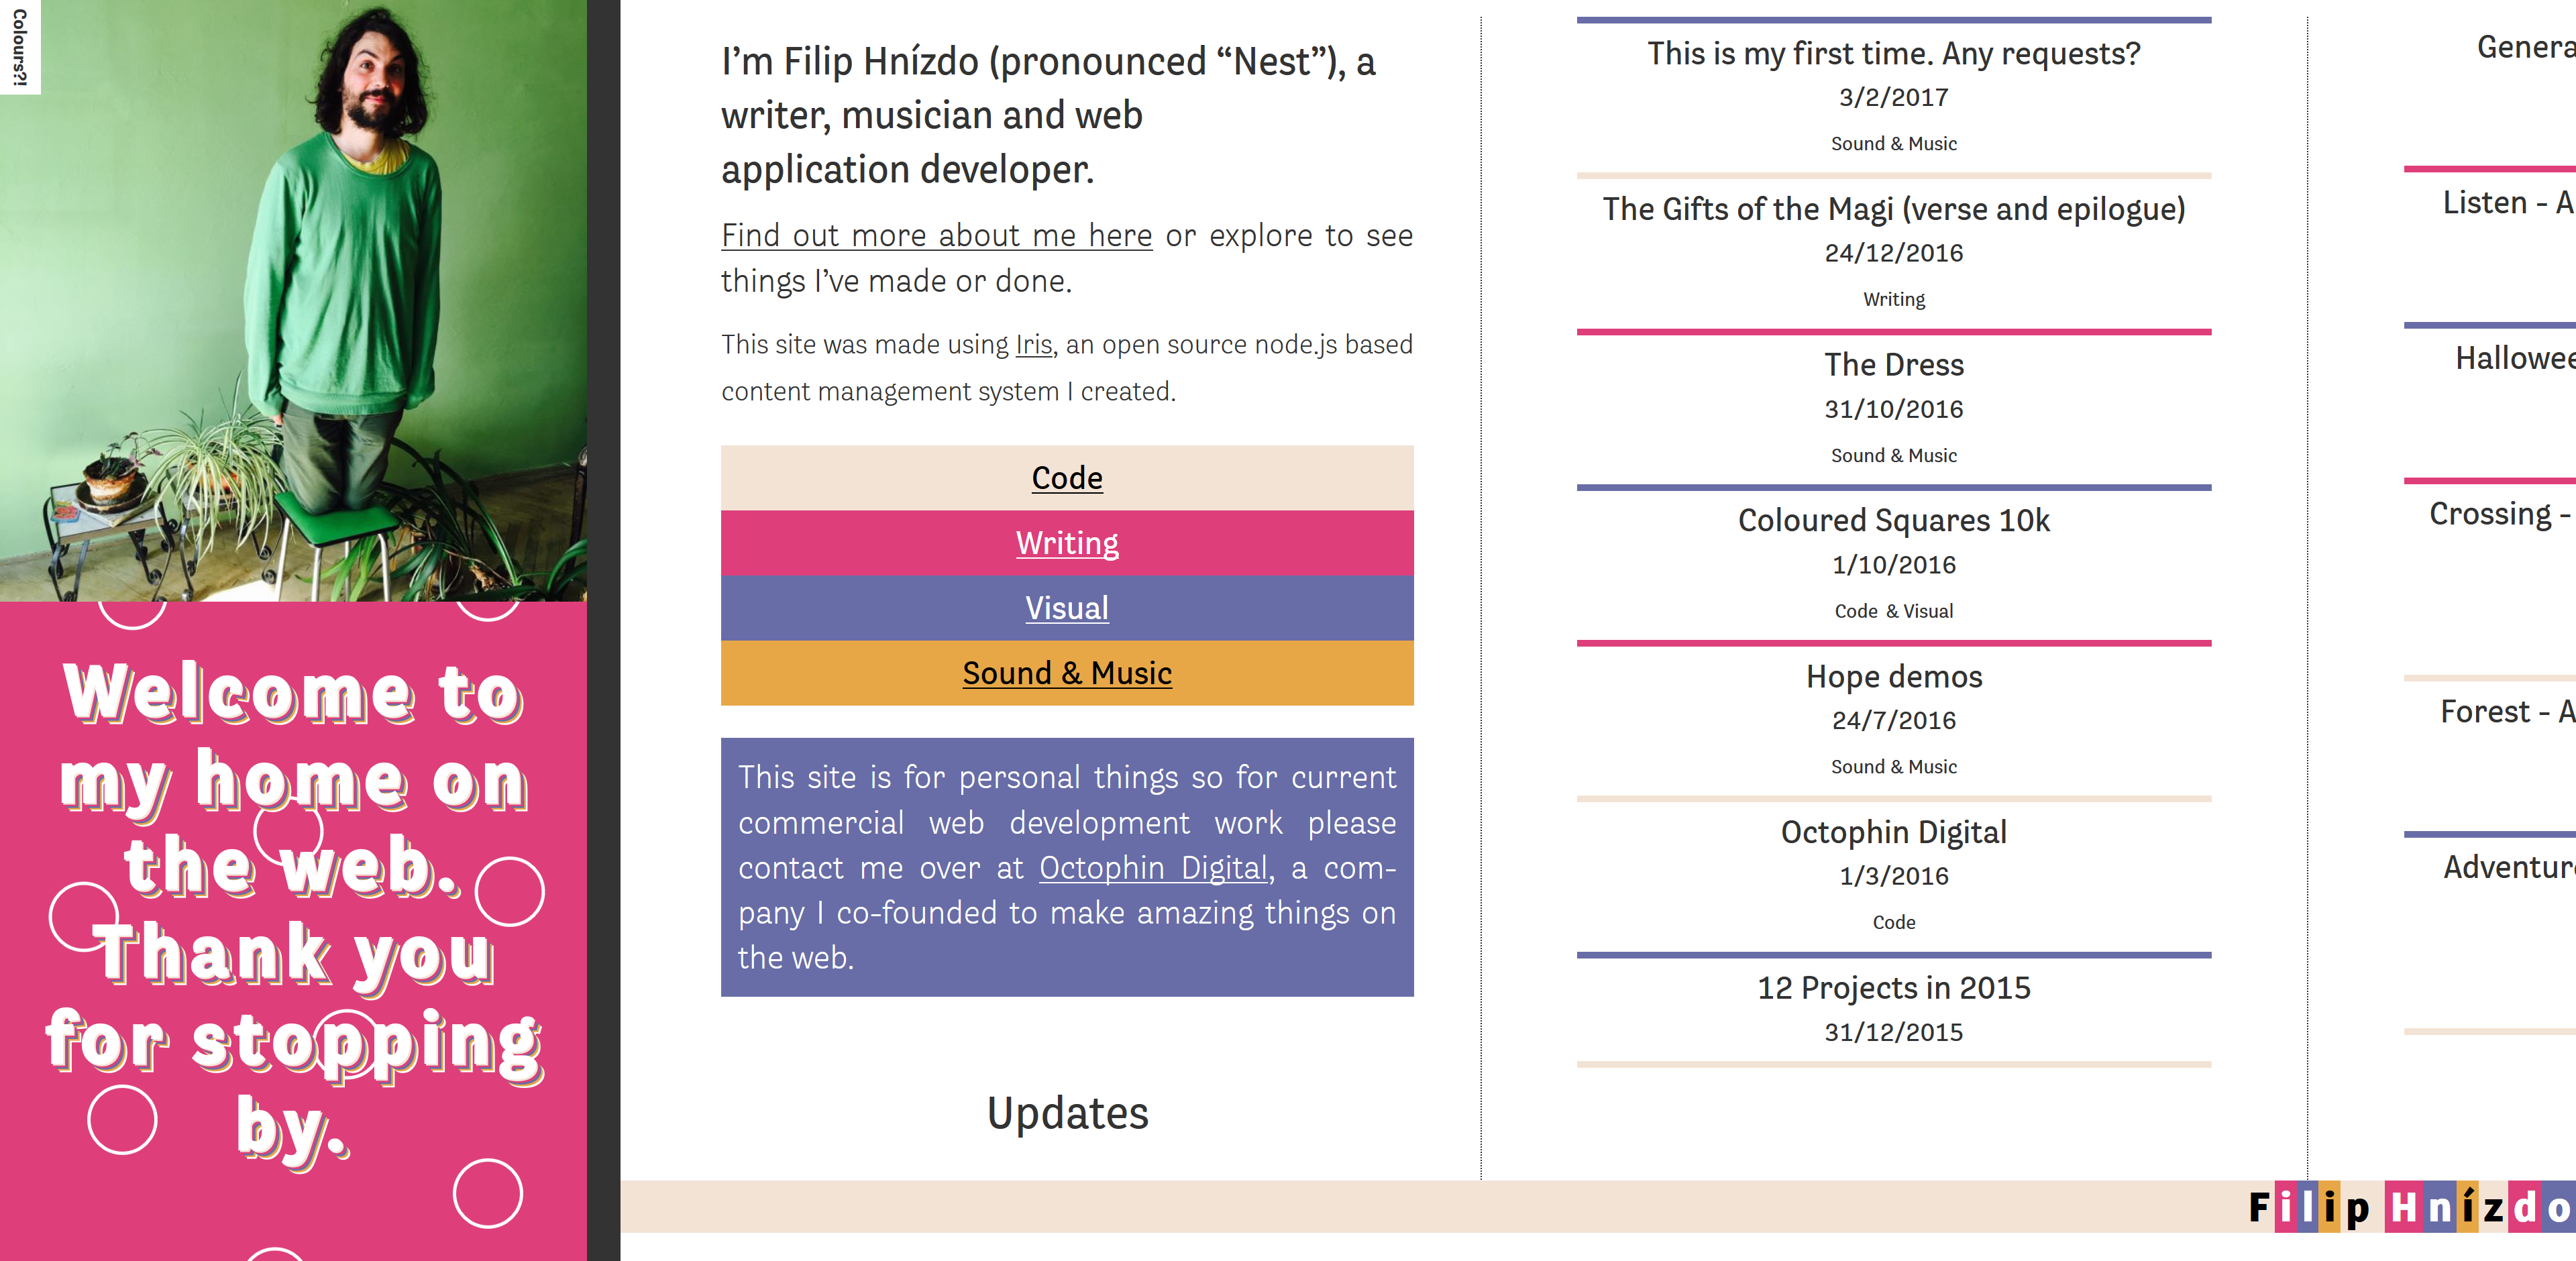 Colours?!
Welcome to
my home on
the web.
Thank you
for stopping
by.
I’m Filip Hnízdo (pronounced “Nest”), a
writer, musician and web
application developer.
Find out more about me here or explore to see
things I’ve made or done.
This site was made using Iris, an open source node.js based
content management system I created.
Code
Writing
Visual
Sound & Music
This site is for personal things so for current
commercial web development work please
contact me over at Octophin Digital, a com-
pany I co-founded to make amazing things on
the web.
Updates
This is my first time. Any requests?
3/2/2017
Sound & Music
The Gifts of the Magi (verse and epilogue)
24/12/2016
Writing
The Dress
31/10/2016
Sound & Music
Coloured Squares 10k
1/10/2016
Code & Visual
Hope demos
24/7/2016
Sound & Music
Octophin Digital
1/3/2016
Code
12 Projects in 2015
31/12/2015
Genera
Listen - A
Hallowee
Crossing -
Forest - A
Adventur
Filip Hnízdo